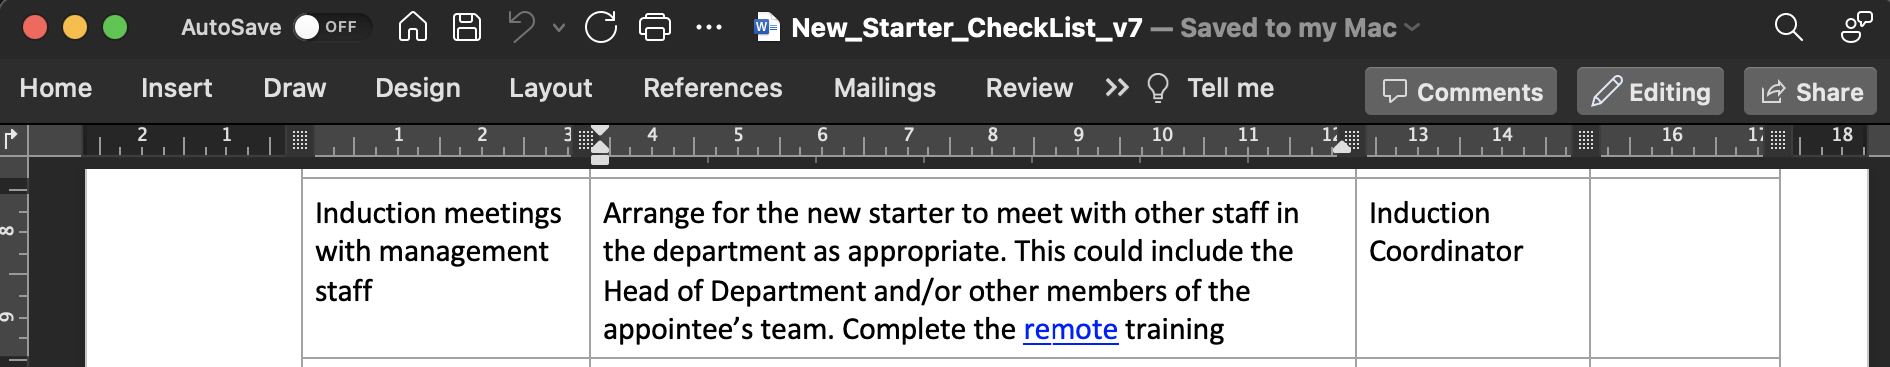 AutoSave OFF New_Starter_CheckList_v7 — Saved to my Mac
Home Insert Draw Design Layout References Mailings Review >> Tell me Comments Editing Share
2 1 1 2 3 4 5 6 7 8 9 10 11 12 13 14 16 17 18
Induction meetings
with management
staff
Arrange for the new starter to meet with other staff in
the department as appropriate. This could include the
Head of Department and/or other members of the
appointee’s team. Complete the remote training
Induction
Coordinator
8
9